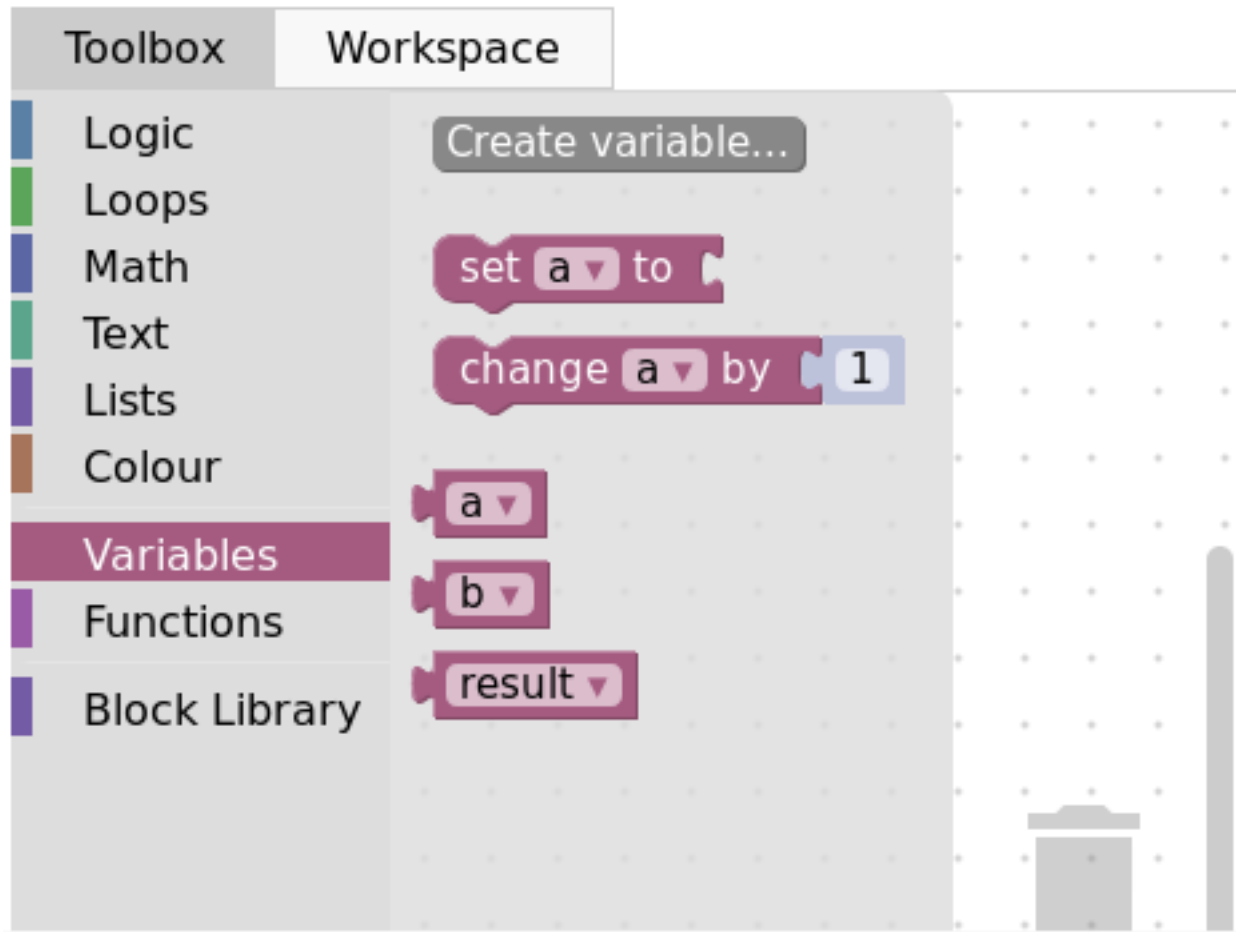 Toolbox
Workspace
Logic
Loops
Math
Text
Lists
Colour
Variables
Functions
Block Library
Create variable...
set a ▾ to
change a ▾ by 1
a ▾
b ▾
result ▾